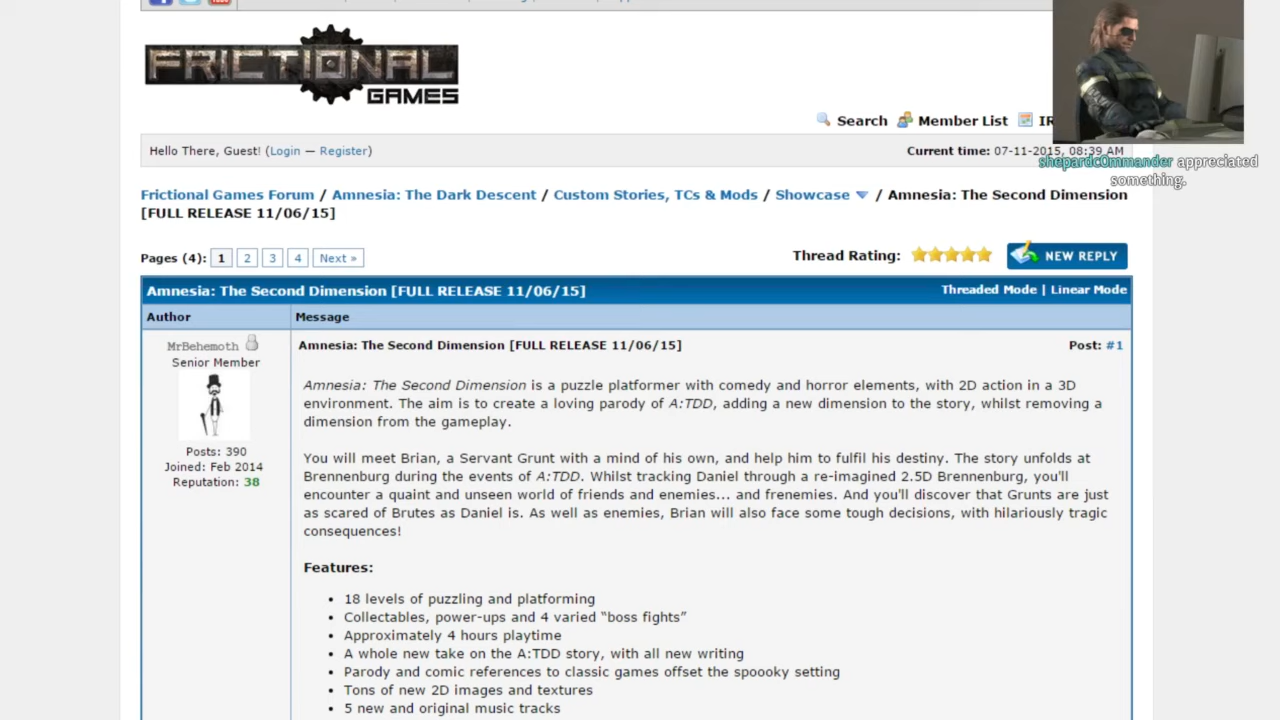 FRICTIONAL
GAMES
Search Member List IR
Hello There, Guest! (Login — Register)
Current time: 07-11-2015, 08:39 AM
shepardc0mmander appreciated
something.
Frictional Games Forum / Amnesia: The Dark Descent / Custom Stories, TCs & Mods / Showcase / Amnesia: The Second Dimension
[FULL RELEASE 11/06/15]
Pages (4): 1 2 3 4 Next »
Thread Rating:
NEW REPLY
Amnesia: The Second Dimension [FULL RELEASE 11/06/15]
Threaded Mode | Linear Mode
Author
Message
MrBehemoth
Senior Member
Posts: 390
Joined: Feb 2014
Reputation: 38
Amnesia: The Second Dimension [FULL RELEASE 11/06/15]
Post: #1
Amnesia: The Second Dimension is a puzzle platformer with comedy and horror elements, with 2D action in a 3D
environment. The aim is to create a loving parody of A:TDD, adding a new dimension to the story, whilst removing a
dimension from the gameplay.
You will meet Brian, a Servant Grunt with a mind of his own, and help him to fulfil his destiny. The story unfolds at
Brennenburg during the events of A:TDD. Whilst tracking Daniel through a re-imagined 2.5D Brennenburg, you'll
encounter a quaint and unseen world of friends and enemies... and frenemies. And you'll discover that Grunts are just
as scared of Brutes as Daniel is. As well as enemies, Brian will also face some tough decisions, with hilariously tragic
consequences!
Features:
• 18 levels of puzzling and platforming
• Collectables, power-ups and 4 varied “boss fights”
• Approximately 4 hours playtime
• A whole new take on the A:TDD story, with all new writing
• Parody and comic references to classic games offset the spoooky setting
• Tons of new 2D images and textures
• 5 new and original music tracks